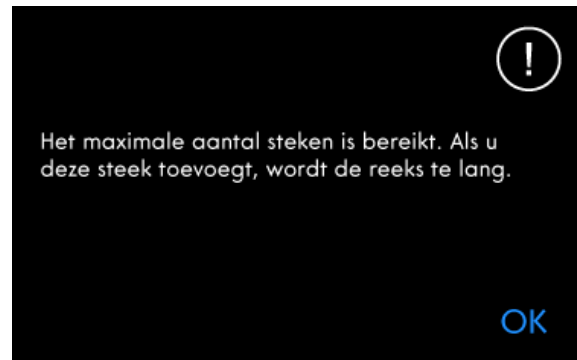 !
Het maximale aantal steken is bereikt. Als u
deze steek toevoegt, wordt de reeks te lang.
OK